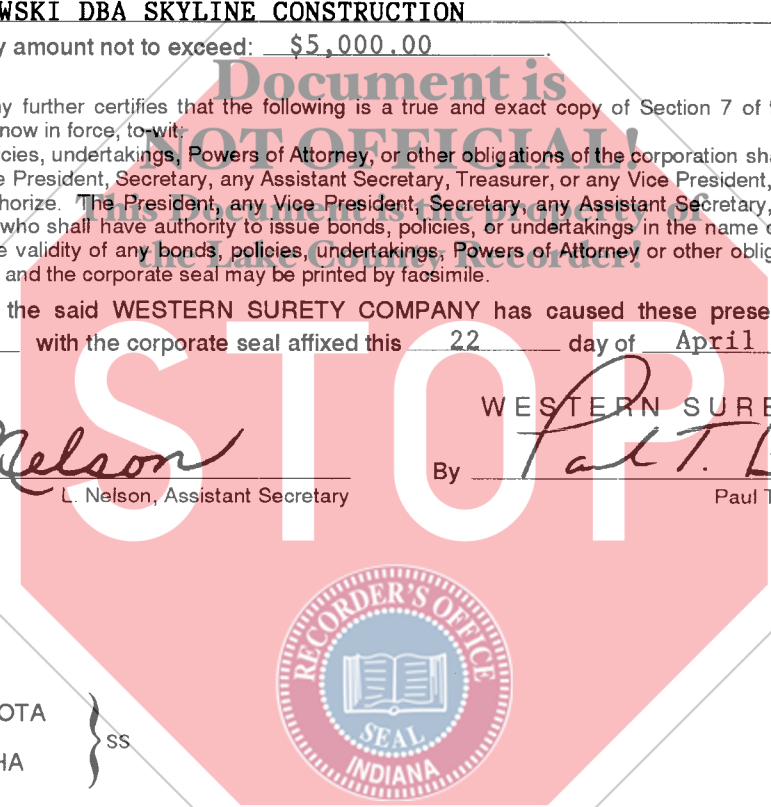 WSKI DBA SKYLINE CONSTRUCTION
y amount not to exceed: $5,000.00.
Document is
ny further certifies that the following is a true and exact copy of Section 7 of
now in force, to-wit:
NOT OFFICIAL!
cies, undertakings, Powers of Attorney, or other obligations of the corporation sha
e President, Secretary, any Assistant Secretary, Treasurer, or any Vice President,
horize. The President, any Vice President, Secretary, any Assistant Secretary,
This Document is the property of
who shall have authority to issue bonds, policies, or undertakings in the name o
e validity of any bonds, policies, undertakings, Powers of Attorney or other oblig
the Lake County Recorder!
and the corporate seal may be printed by facsimile.
the said WESTERN SURETY COMPANY has caused these prese
with the corporate seal affixed this 22 day of April
STOP
WESTERN SURE
Nelson
By Paul T. L
L. Nelson, Assistant Secretary
Paul T
RECORDER'S OFFICE
SEAL
INDIANA
OTA
SS
HA